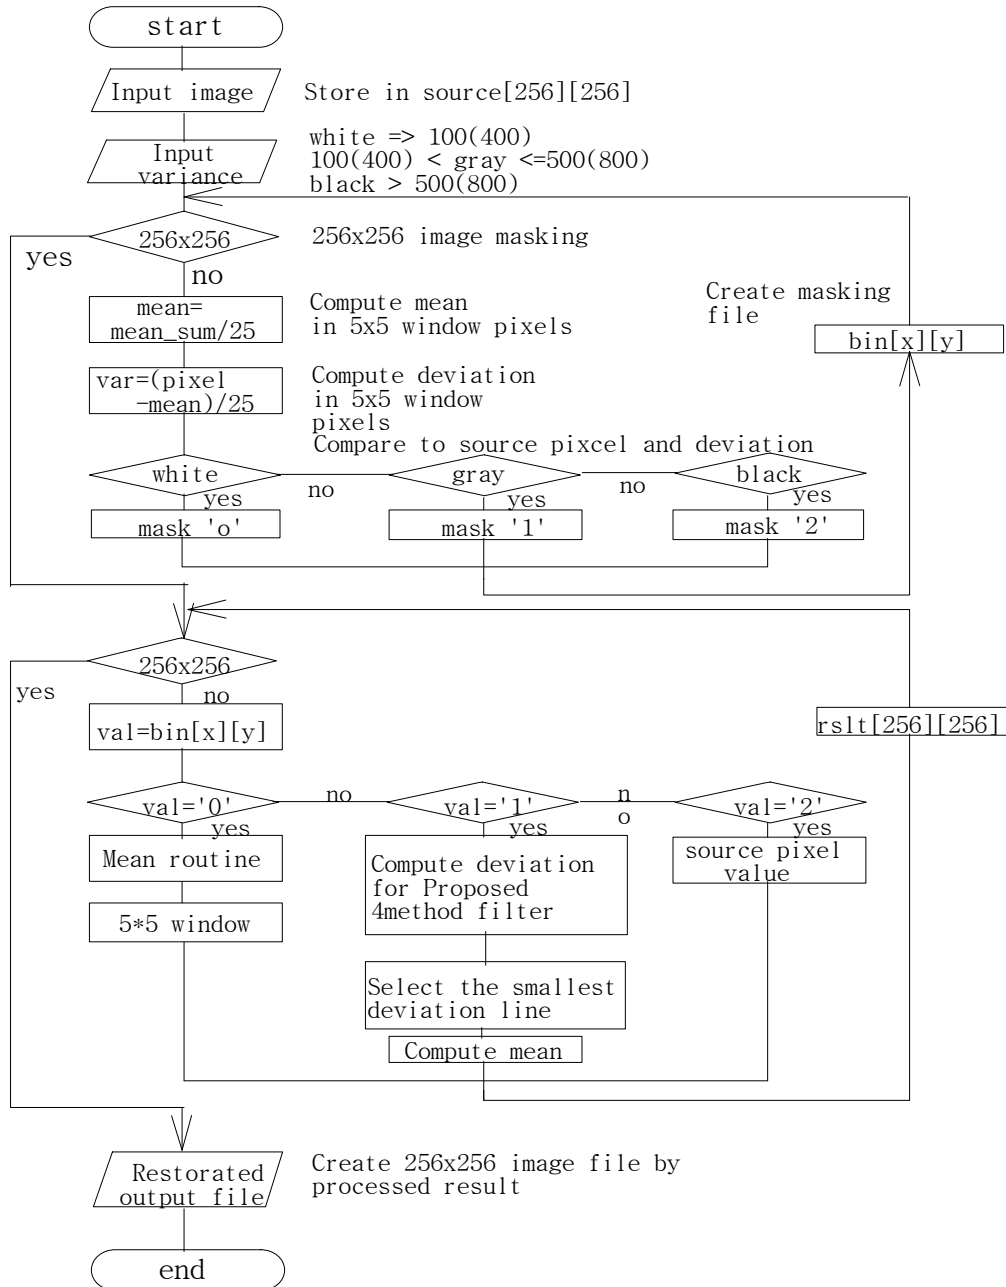 start
Input image
Store in source[256][256]
Input
variance
white => 100(400)
100(400) < gray <=500(800)
black > 500(800)
256x256
256x256 image masking
yes
no
mean=
mean_sum/25
Compute mean
in 5x5 window pixels
Create masking
file
bin[x][y]
var=(pixel
-mean)/25
Compute deviation
in 5x5 window
pixels
Compare to source pixcel and deviation
white
no
gray
no
black
yes
yes
yes
mask 'o'
mask '1'
mask '2'
256x256
yes
no
val=bin[x][y]
rslt[256][256]
val='0'
no
val='1'
n
o
val='2'
yes
yes
yes
Mean routine
5*5 window
Compute deviation
for Proposed
4method filter
source pixel
value
Select the smallest
deviation line
Compute mean
Restorated
output file
Create 256x256 image file by
processed result
end